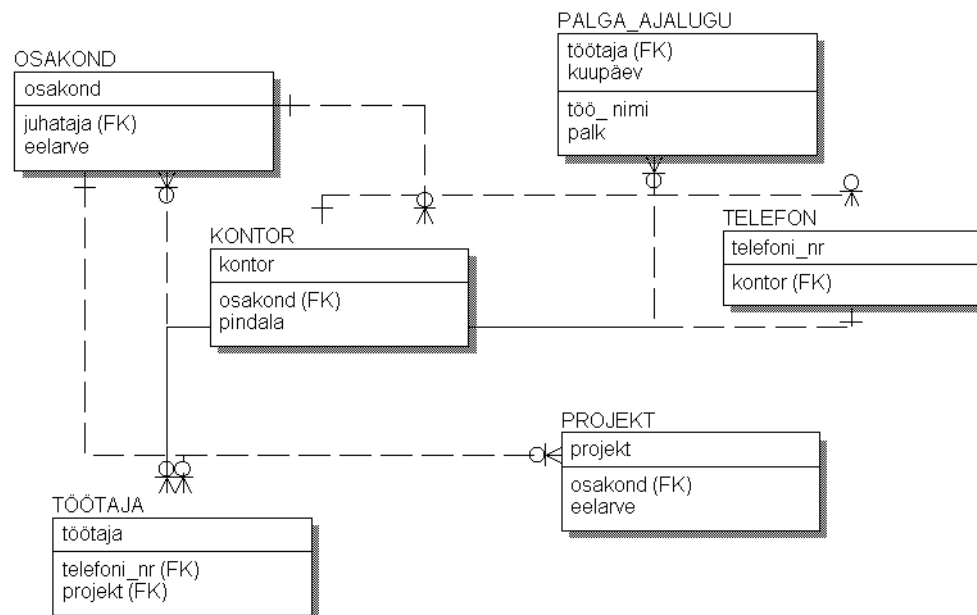 PALGA_AJALUGU
töötaja (FK)
kuupäev
töö_ nimi
palk
OSAKOND
osakond
juhataja (FK)
eelarve
TELEFON
telefoni_nr
kontor (FK)
KONTOR
kontor
osakond (FK)
pindala
PROJEKT
projekt
osakond (FK)
eelarve
TÖÖTAJA
töötaja
telefoni_nr (FK)
projekt (FK)